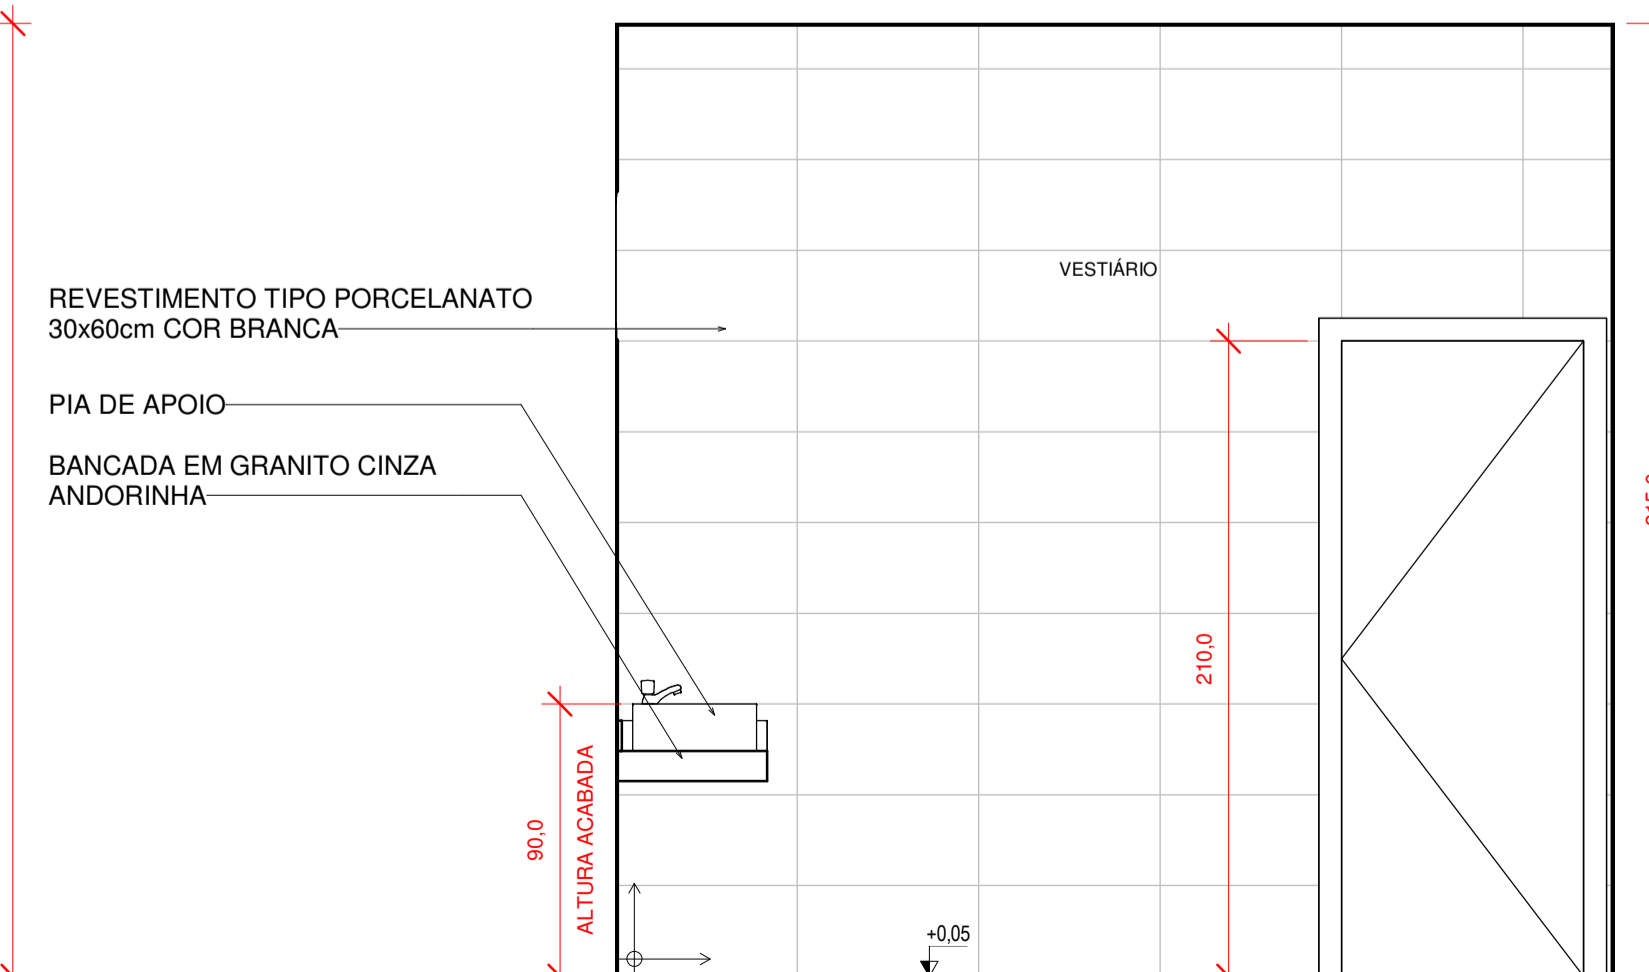 VESTIÁRIO
REVESTIMENTO TIPO PORCELANATO
30x60cm COR BRANCA
PIA DE APOIO
BANCADA EM GRANITO CINZA
ANDORINHA
210,0
90,0
ALTURA ACABADA
+0,05